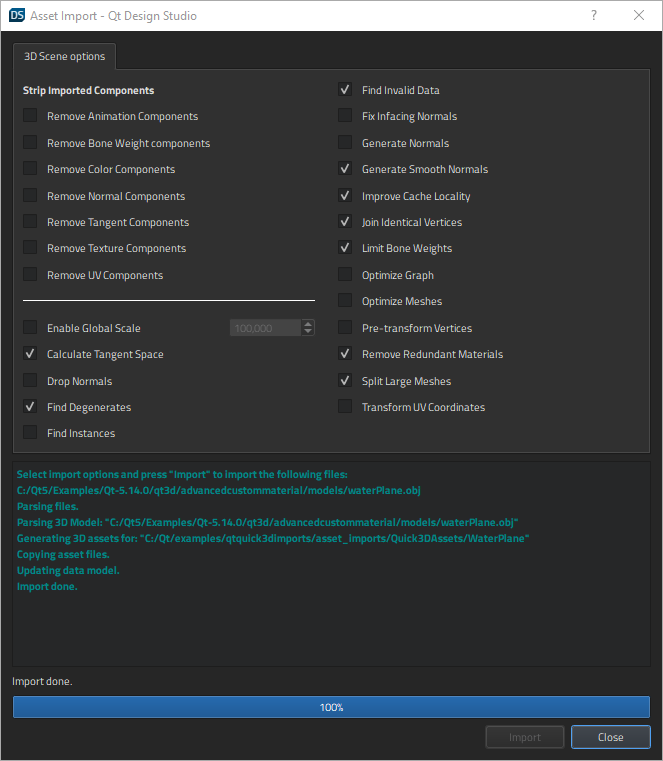 DS Asset Import - Qt Design Studio ?
3D Scene options
Strip Imported Components
Remove Animation Components
Remove Bone Weight components
Remove Color Components
Remove Normal Components
Remove Tangent Components
Remove Texture Components
Remove UV Components
Enable Global Scale 100,000
Calculate Tangent Space
Drop Normals
Find Degenerates
Find Instances
Find Invalid Data
Fix Infacing Normals
Generate Normals
Generate Smooth Normals
Improve Cache Locality
Join Identical Vertices
Limit Bone Weights
Optimize Graph
Optimize Meshes
Pre-transform Vertices
Remove Redundant Materials
Split Large Meshes
Transform UV Coordinates
Select import options and press "Import" to import the following files:
C:/Qt5/Examples/Qt-5.14.0/qt3d/advancedcustommaterial/models/waterPlane.obj
Parsing files.
Parsing 3D Model: "C:/Qt5/Examples/Qt-5.14.0/qt3d/advancedcustommaterial/models/waterPlane.obj"
Generating 3D assets for: "C:/Qt/examples/qtquick3dimports/asset_imports/Quick3DAssets/WaterPlane"
Copying asset files.
Updating data model.
Import done.
Import done.
100%
Import Close